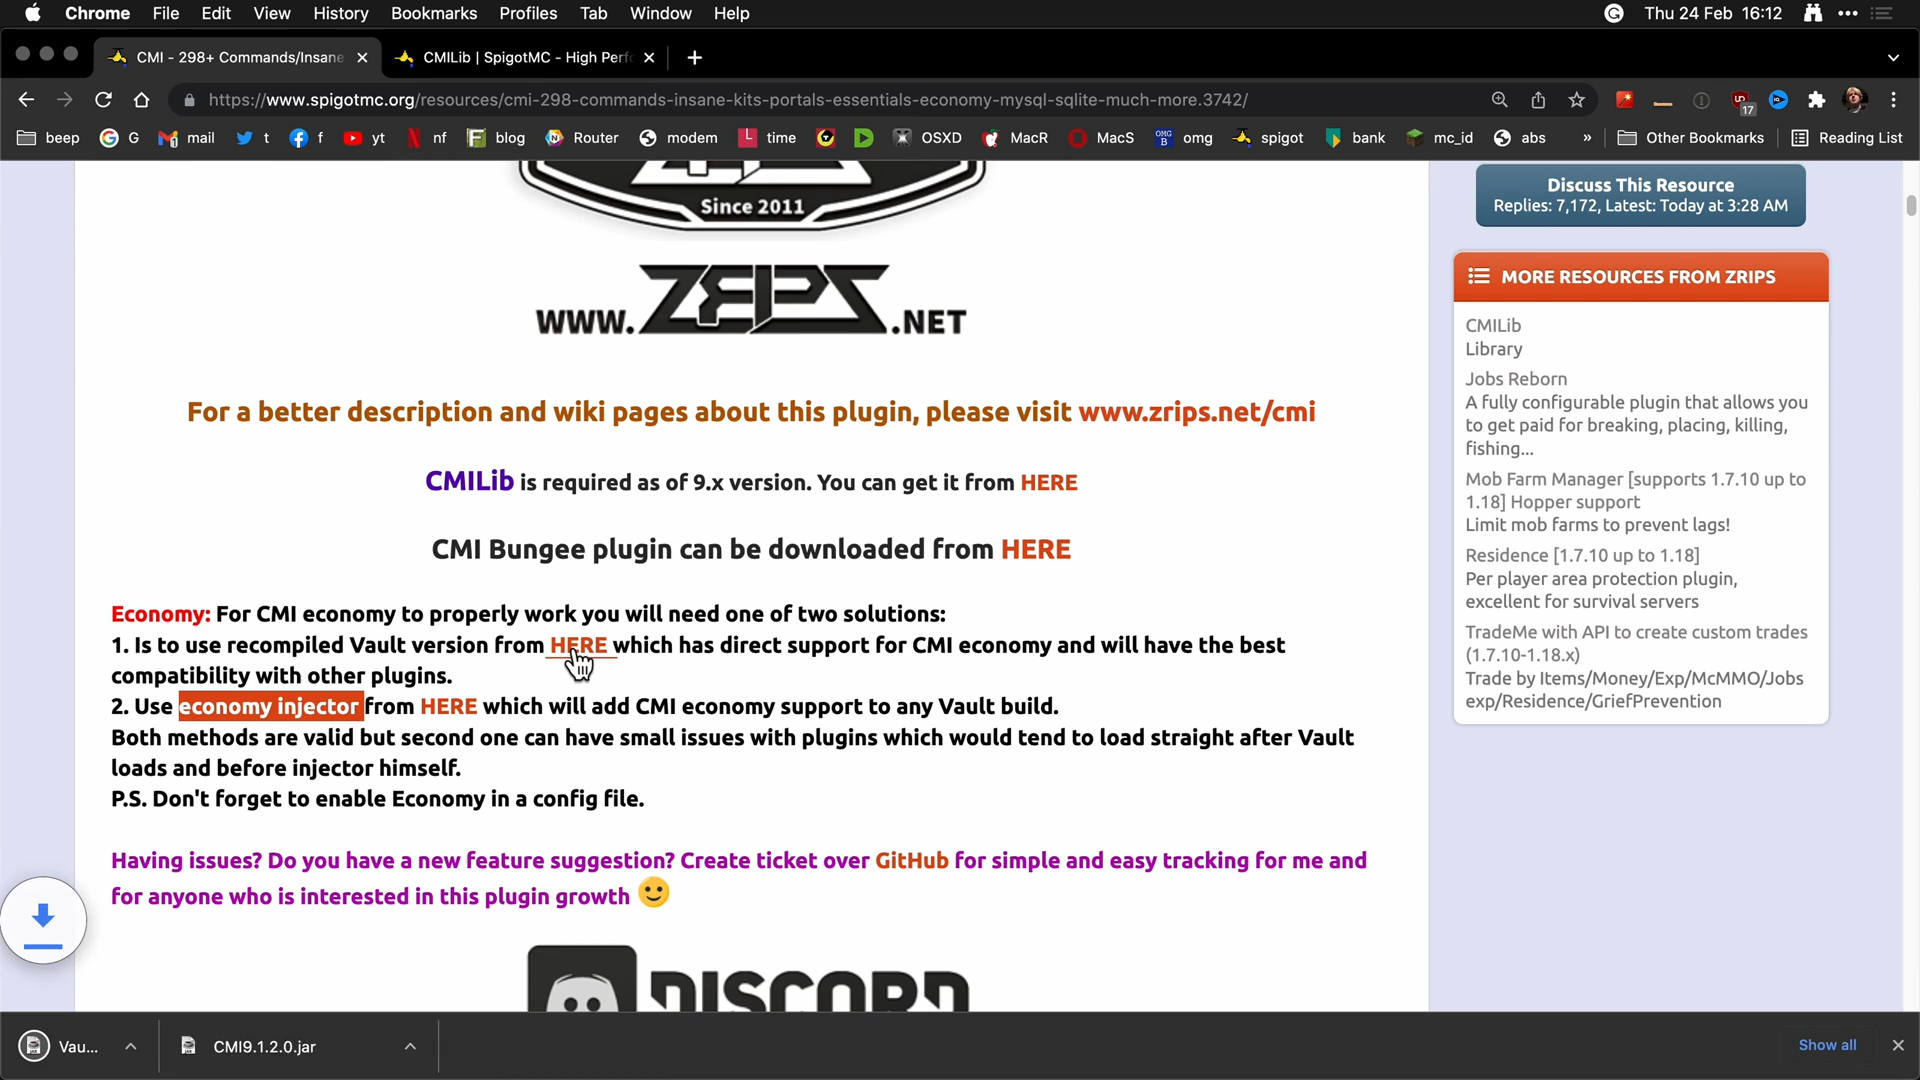 Chrome File Edit View History Bookmarks Profiles Tab Window Help
Thu 24 Feb 16:12
CMI - 298+ Commands/Insane
CMILib | SpigotMC - High Perf
https://www.spigotmc.org/resources/cmi-298-commands-insane-kits-portals-essentials-economy-mysql-sqlite-much-more.3742/
17
beep G mail t f yt nf blog Router modem time OSXD MacR MacS omg spigot bank mc_id abs » Other Bookmarks Reading List
Since 2011
WWW.ZRIPS.NET
For a better description and wiki pages about this plugin, please visit www.zrips.net/cmi
CMILib is required as of 9.x version. You can get it from HERE
CMI Bungee plugin can be downloaded from HERE
Economy: For CMI economy to properly work you will need one of two solutions:
1. Is to use recompiled Vault version from HERE which has direct support for CMI economy and will have the best
compatibility with other plugins.
2. Use economy injector from HERE which will add CMI economy support to any Vault build.
Both methods are valid but second one can have small issues with plugins which would tend to load straight after Vault
loads and before injector himself.
P.S. Don't forget to enable Economy in a config file.
Having issues? Do you have a new feature suggestion? Create ticket over GitHub for simple and easy tracking for me and
for anyone who is interested in this plugin growth
DISCORD
Discuss This Resource
Replies: 7,172, Latest: Today at 3:28 AM
MORE RESOURCES FROM ZRIPS
CMILib
Library
Jobs Reborn
A fully configurable plugin that allows you
to get paid for breaking, placing, killing,
fishing...
Mob Farm Manager [supports 1.7.10 up to
1.18] Hopper support
Limit mob farms to prevent lags!
Residence [1.7.10 up to 1.18]
Per player area protection plugin,
excellent for survival servers
TradeMe with API to create custom trades
(1.7.10-1.18.x)
Trade by Items/Money/Exp/McMMO/Jobs
exp/Residence/GriefPrevention
Vau...
CMI9.1.2.0.jar
Show all